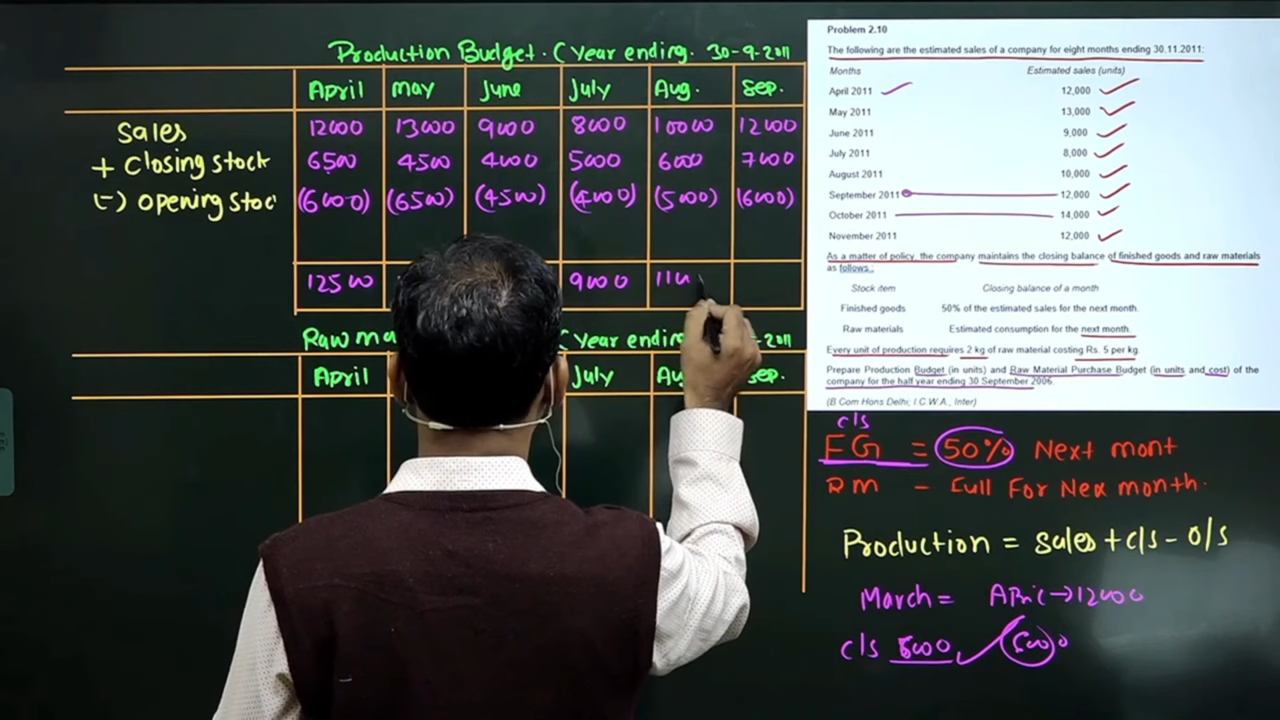 Production Budget. (Year ending. 30-9-2011
April May June July Aug. Sep.
Sales 12000 13000 9000 8000 10000 12000
+ Closing stock 6500 4500 4000 5000 6000 7000
(-) opening stoc (6000) (6500) (4500) (4000) (5000) (6000)
12500 9000 110
Raw ma (Year ending -2011
April July Au Sep.
Problem 2.10
The following are the estimated sales of a company for eight months ending 30.11.2011:
Months Estimated sales (units)
April 2011 12,000
May 2011 13,000
June 2011 9,000
July 2011 8,000
August 2011 10,000
September 2011 12,000
October 2011 14,000
November 2011 12,000
As a matter of policy, the company maintains the closing balance of finished goods and raw materials
as follows :
Stock item Closing balance of a month
Finished goods 50% of the estimated sales for the next month.
Raw materials Estimated consumption for the next month.
Every unit of production requires 2 kg of raw material costing Rs. 5 per kg.
Prepare Production Budget (in units) and Raw Material Purchase Budget (in units and cost) of the
company for the half year ending 30 September 2006.
(B.Com Hons Delhi, I.C.W.A., Inter)
c/s
FG = 50% Next mont
RM - Full For Nex month.
Production = Sales + c/s - o/s
March = April → 12000
c/s